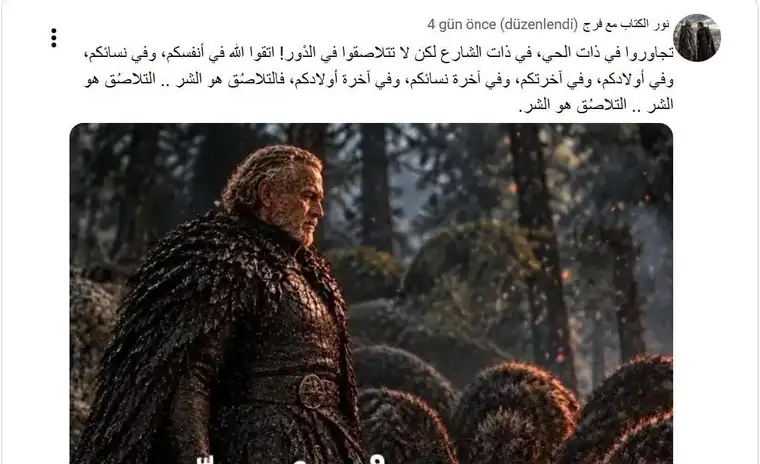 نور الكتاب مع فرج 4 gün önce (düzenlendi)
تجاوروا في ذات الحي، في ذات الشارع لكن لا تتلاصقوا في الدُور! اتقوا الله في أنفسكم، وفي نسائكم،
وفي أولادكم، وفي آخرتكم، وفي آخرة نسائكم، وفي آخرة أولادكم، فالتلاصُق هو الشر .. التلاصُق هو
الشر .. التلاصُق هو الشر.